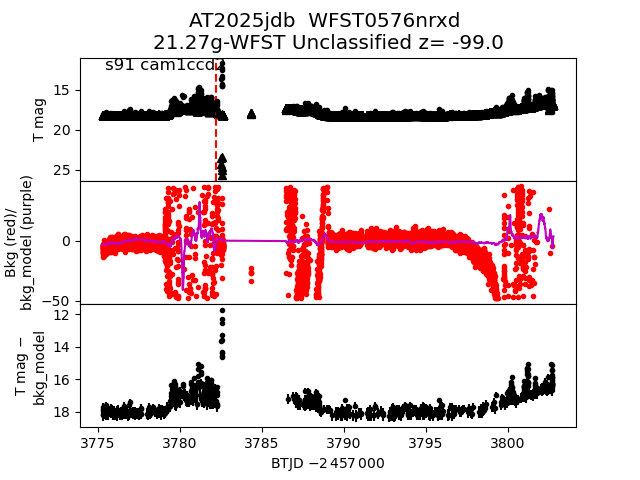 AT2025jdb WFST0576nrxd
21.27g-WFST Unclassified z= -99.0
s91 cam1ccd
T mag
15
20
25
Bkg (red)/
bkg_model (purple)
0
−50
T mag −
bkg_model
12
14
16
18
3775 3780 3785 3790 3795 3800
BTJD −2 457 000